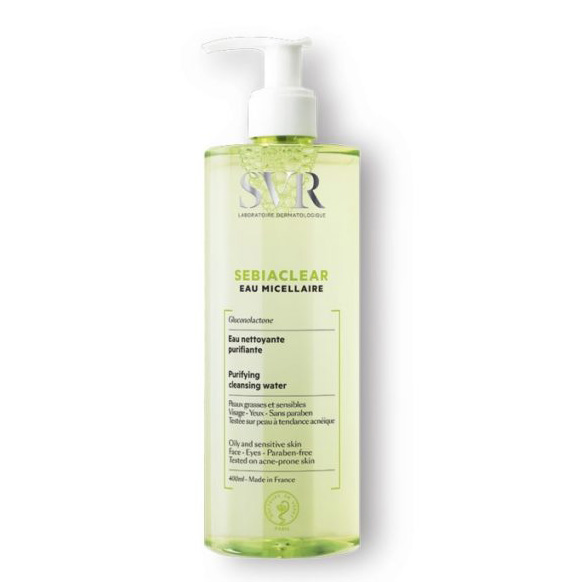 SVR
LABORATOIRE DERMATOLOGIQUE
SEBIACLEAR
EAU MICELLAIRE
Gluconolactone
Eau nettoyante
purifiante
Purifying
cleansing water
Peaux grasses et sensibles
Visage - Yeux - Sans paraben
Testée sur peau à tendance acnéique
Oily and sensitive skin
Face - Eyes - Paraben-free
Tested on acne-prone skin
400ml - Made in France